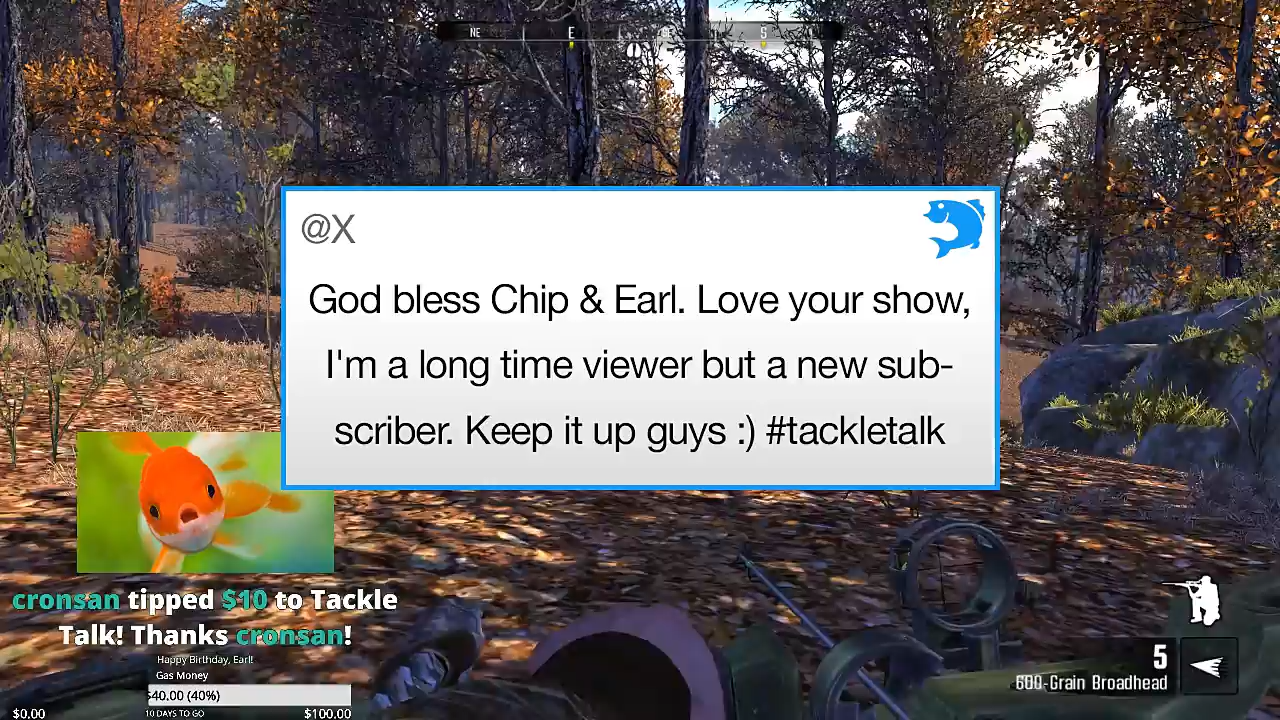 NE E SE S
@X
God bless Chip & Earl. Love your show,
I'm a long time viewer but a new sub-
scriber. Keep it up guys :) #tackletalk
cronsan tipped $10 to Tackle
Talk! Thanks cronsan!
Happy Birthday, Earl!
Gas Money
$40.00 (40%)
$0.00 10 DAYS TO GO $100.00
5
600-Grain Broadhead